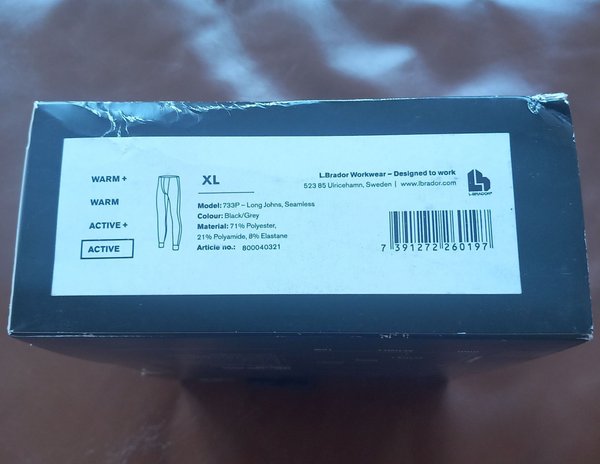 WARM +
WARM
ACTIVE +
ACTIVE
XL
Model: 733P – Long Johns, Seamless
Colour: Black/Grey
Material: 71% Polyester,
21% Polyamide, 8% Elastane
Article no.: 800040321
L.Brador Workwear – Designed to work
523 85 Ulricehamn, Sweden | www.lbrador.com
L.BRADOR
7 391272 260197